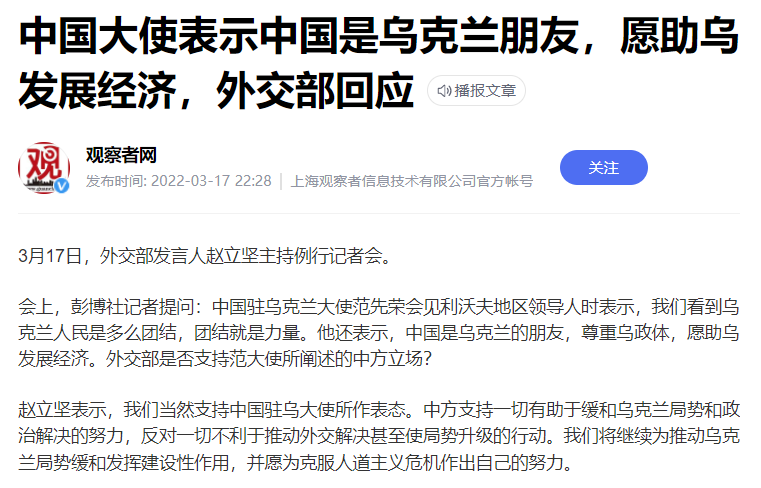 中国大使表示中国是乌克兰朋友，愿助乌
发展经济，外交部回应 播报文章
观
观察者网
发布时间: 2022-03-17 22:28 | 上海观察者信息技术有限公司官方帐号
关注
3月17日，外交部发言人赵立坚主持例行记者会。
会上，彭博社记者提问：中国驻乌克兰大使范先荣会见利沃夫地区领导人时表示，我们看到乌
克兰人民是多么团结，团结就是力量。他还表示，中国是乌克兰的朋友，尊重乌政体，愿助乌
发展经济。外交部是否支持范大使所阐述的中方立场？
赵立坚表示，我们当然支持中国驻乌大使所作表态。中方支持一切有助于缓和乌克兰局势和政
治解决的努力，反对一切不利于推动外交解决甚至使局势升级的行动。我们将继续为推动乌克
兰局势缓和发挥建设性作用，并愿为克服人道主义危机作出自己的努力。